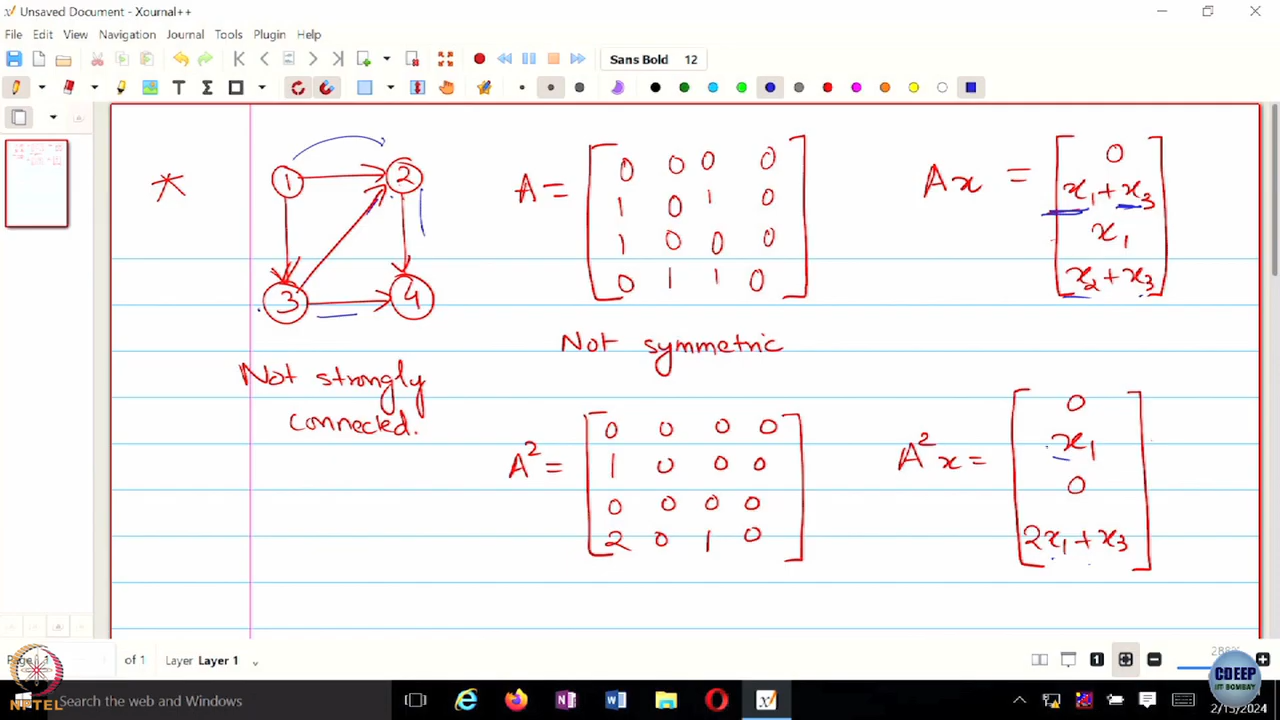 Unsaved Document - Xournal++
File Edit View Navigation Journal Tools Plugin Help
Sans Bold 12
1 2 3 4
A = [ 0 0 0 0
1 0 1 0
1 0 0 0
0 1 1 0 ]
Ax = [ 0
x₁ + x₃
x₁
x₂ + x₃ ]
Not symmetric
Not strongly
connected.
A² = [ 0 0 0 0
1 0 0 0
0 0 0 0
2 0 1 0 ]
A²x = [ 0
x₁
0
2x₁ + x₃ ]
of 1 Layer Layer 1
288%
NPTEL
Search the web and Windows
CDEEP
IIT BOMBAY
2/15/2024